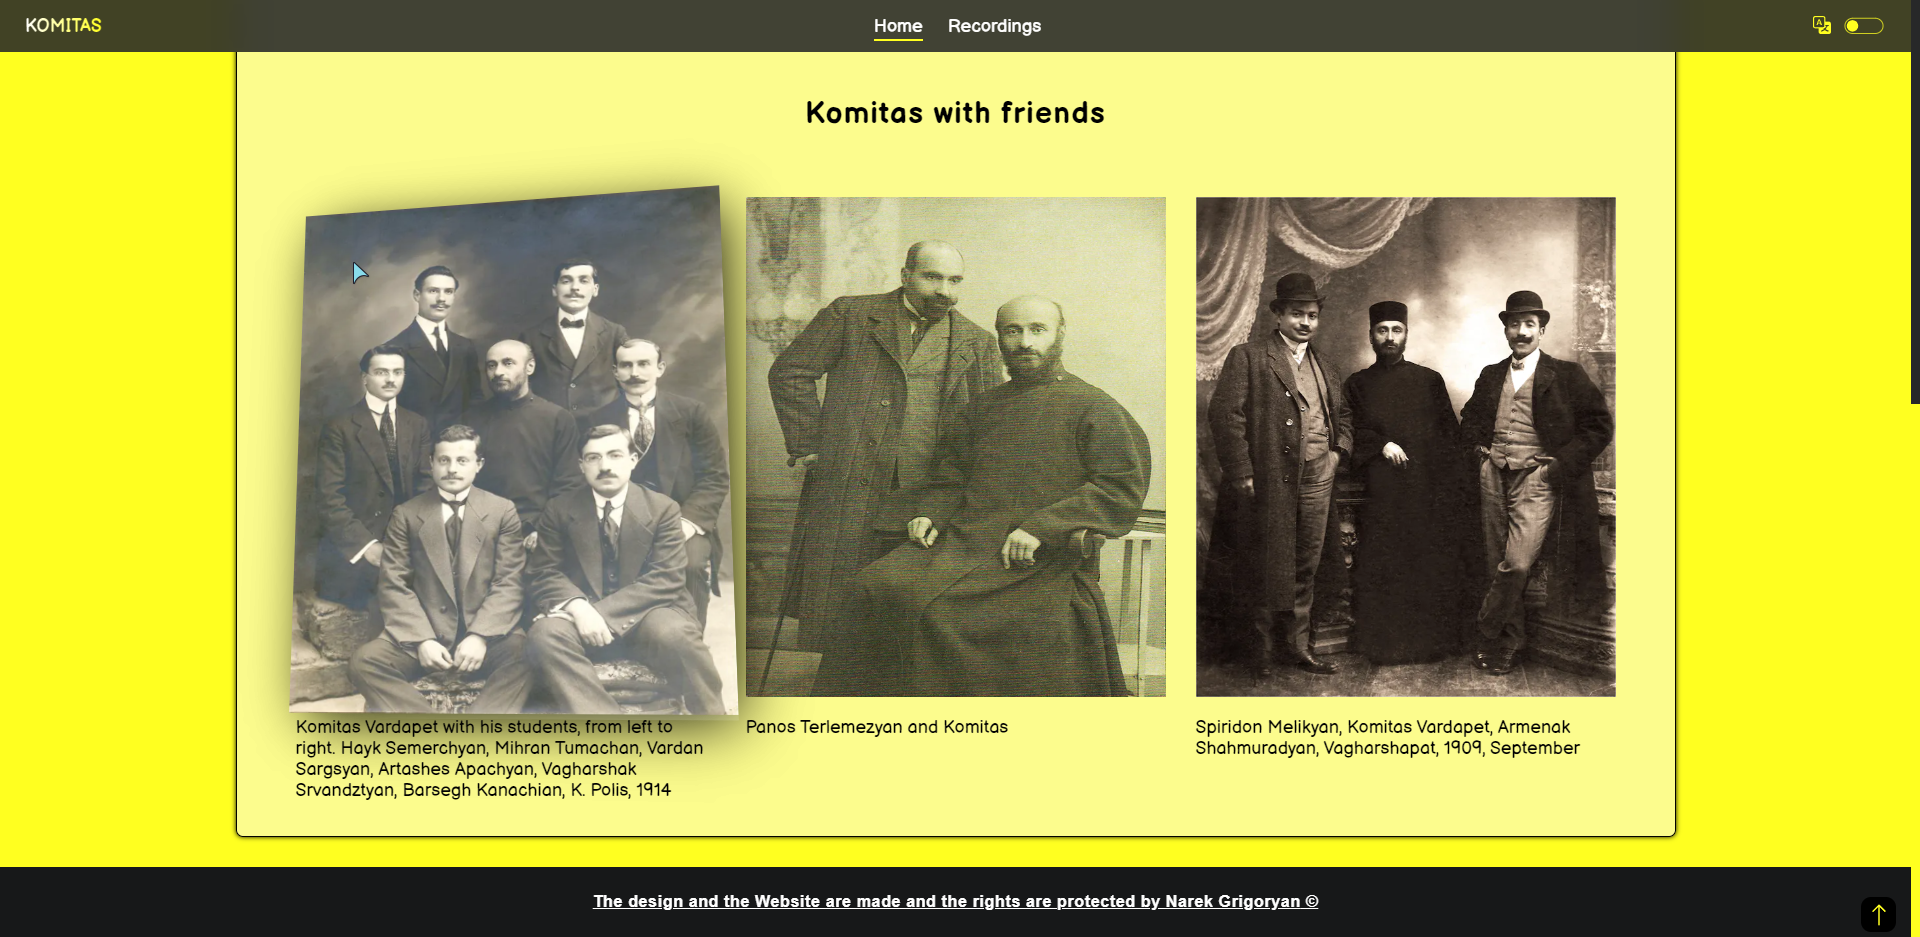 KOMITAS
Home Recordings
Komitas with friends
Komitas Vardapet with his students, from left to
right. Hayk Semerchyan, Mihran Tumachan, Vardan
Sargsyan, Artashes Apachyan, Vagharshak
Srvandztyan, Barsegh Kanachian, K. Polis, 1914
Panos Terlemezyan and Komitas
Spiridon Melikyan, Komitas Vardapet, Armenak
Shahmuradyan, Vagharshapat, 1909, September
The design and the Website are made and the rights are protected by Narek Grigoryan ©